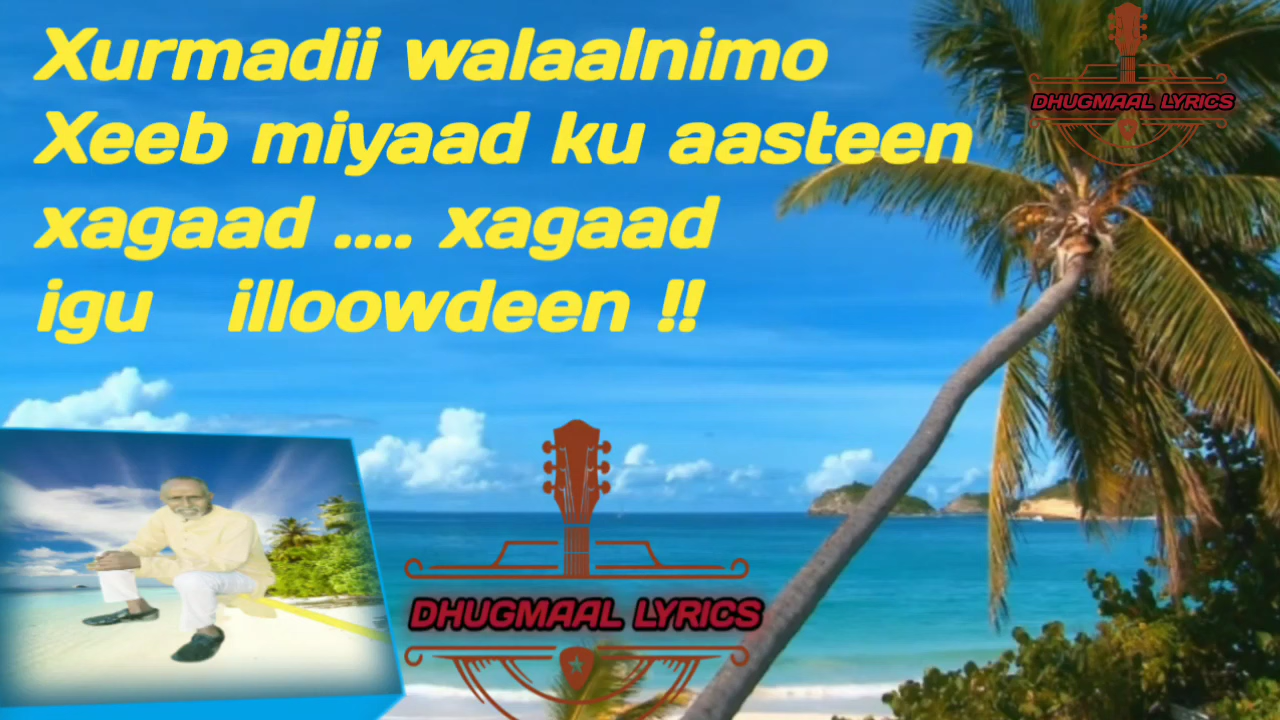 Xurmadii walaalnimo
Xeeb miyaad ku aasteen
xagaad .... xagaad
igu illoowdeen !!
DHUGMAAL LYRICS
DHUGMAAL LYRICS